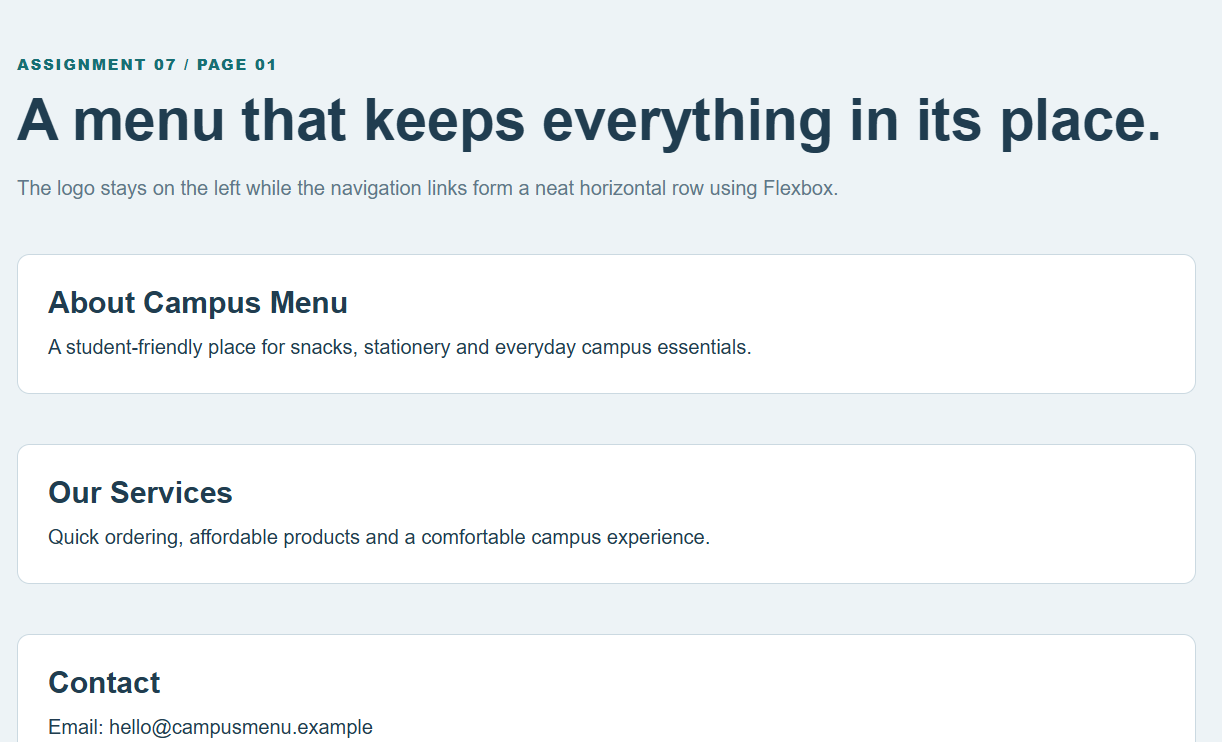 ASSIGNMENT 07 / PAGE 01
A menu that keeps everything in its place.
The logo stays on the left while the navigation links form a neat horizontal row using Flexbox.
About Campus Menu
A student-friendly place for snacks, stationery and everyday campus essentials.
Our Services
Quick ordering, affordable products and a comfortable campus experience.
Contact
Email: hello@campusmenu.example